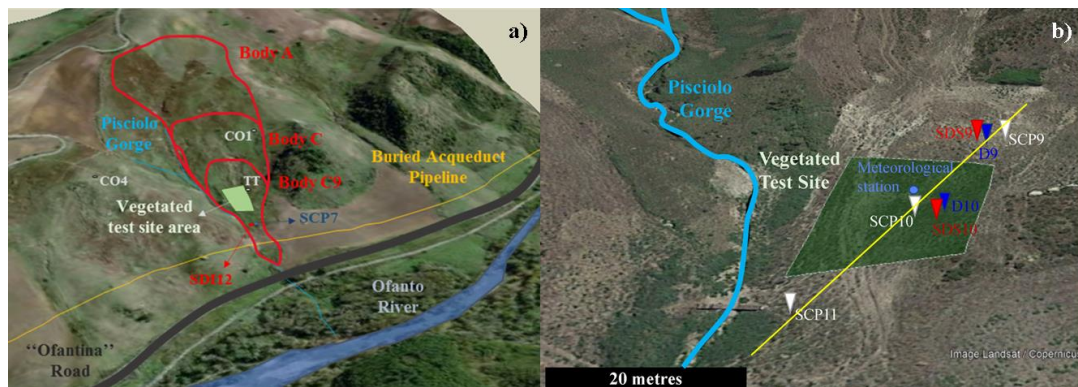 a)
Body A
Pisciolo
Gorge
CO1
Body C
Buried Acqueduct
Pipeline
CO4
TT
Body C9
Vegetated
test site area
SCP7
SDI12
Ofanto
River
‘‘Ofantina’’
Road
b)
Pisciolo
Gorge
Vegetated
Test Site
SDS9
D9
SCP9
Meteorological
station
SCP10
D10
SDS10
SCP11
Image Landsat / Copernicu
20 metres